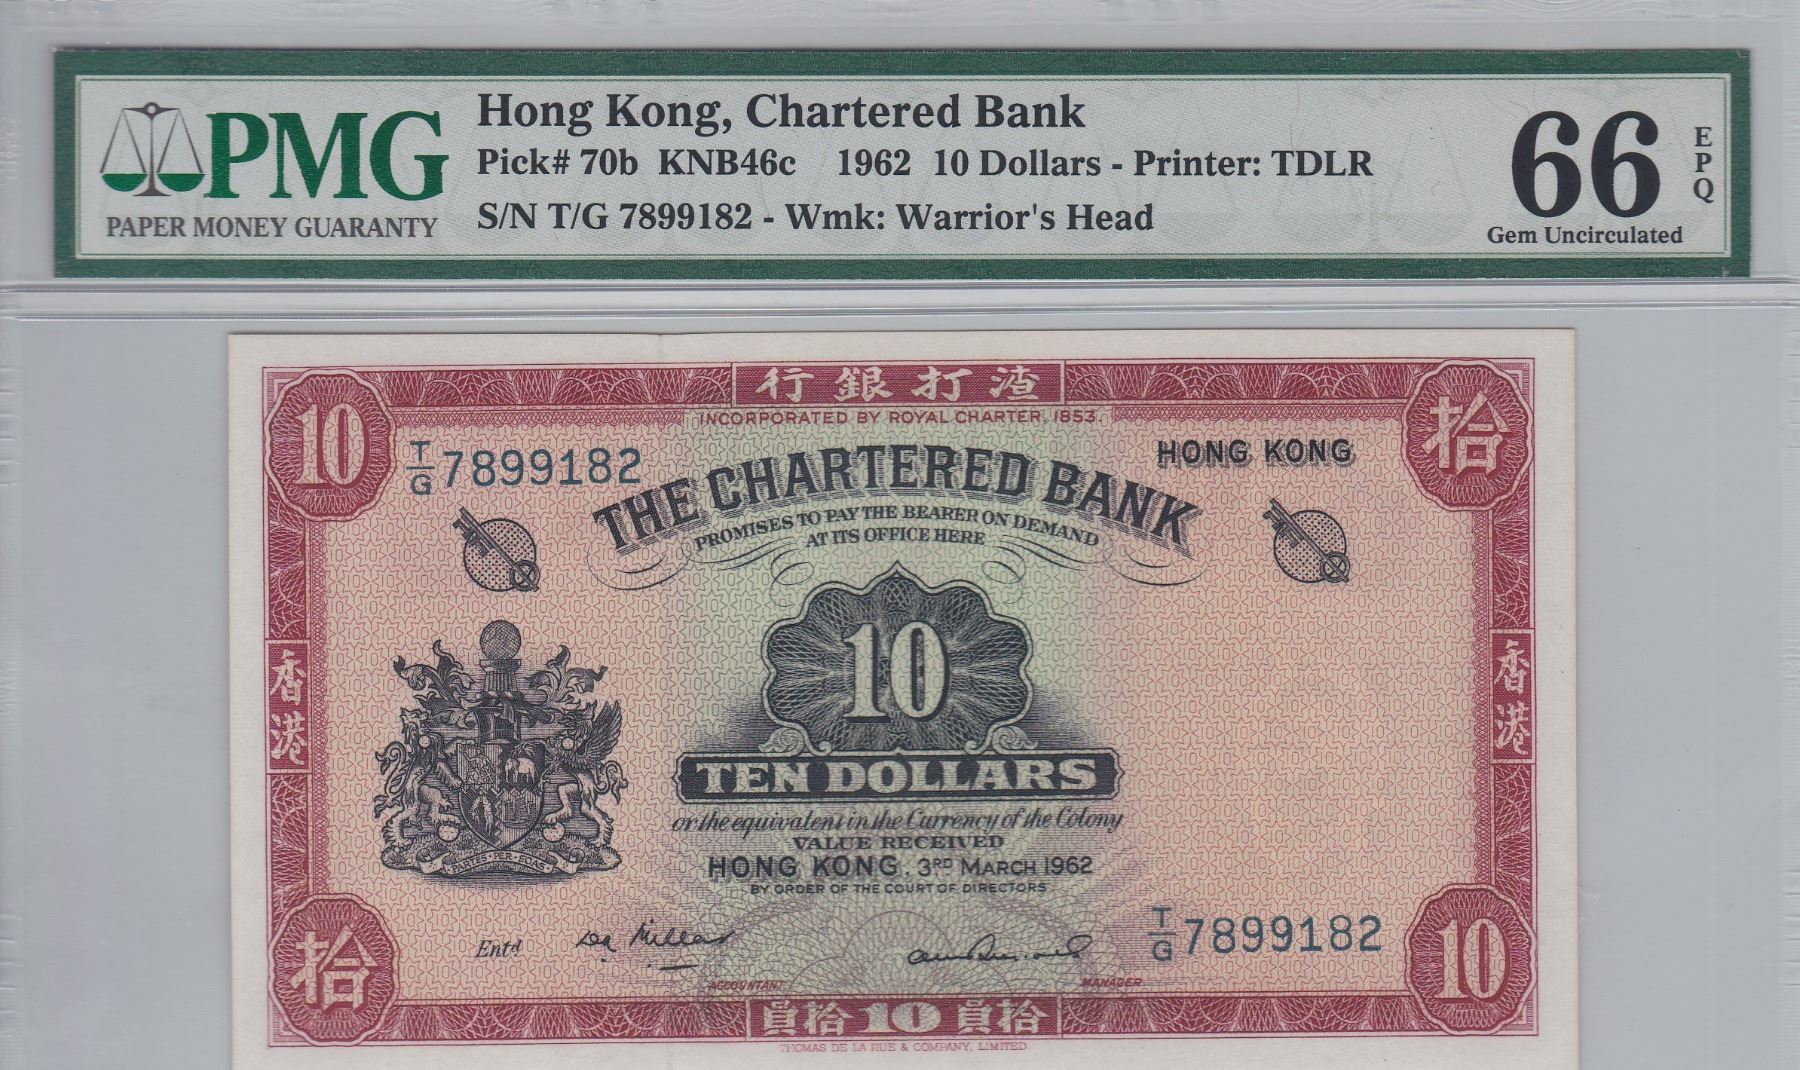 Hong Kong, Chartered Bank
Pick# 70b KNB46c 1962 10 Dollars - Printer: TDLR
S/N T/G 7899182 - Wmk: Warrior's Head
PMG
PAPER MONEY GUARANTY
66
EPQ
Gem Uncirculated
行銀打渣
INCORPORATED BY ROYAL CHARTER, 1853.
10
拾
T/G 7899182
HONG KONG
THE CHARTERED BANK
PROMISES TO PAY THE BEARER ON DEMAND
AT ITS OFFICE HERE
10
香港
香港
TEN DOLLARS
or the equivalent in the Currency of the Colony
VALUE RECEIVED
HONG KONG, 3RD MARCH 1962
BY ORDER OF THE COURT OF DIRECTORS
T/G 7899182
Entd
ACCOUNTANT.
MANAGER
拾
員拾 10 員拾
10
THOMAS DE LA RUE & COMPANY, LIMITED